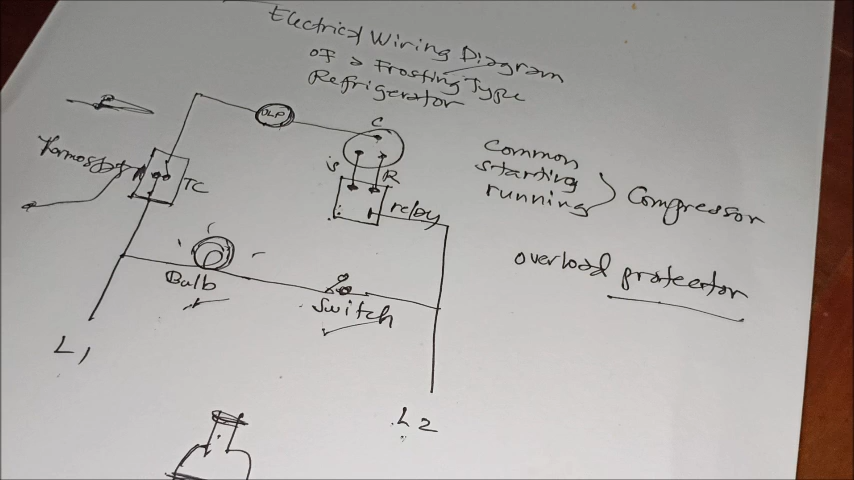 Electrical Wiring Diagram
OF a Frosting Type
Refrigerator
OLP
C
S
R
relay
TC
Bulb
Switch
L1
L2
Common
starting
running
Compressor
overload protector